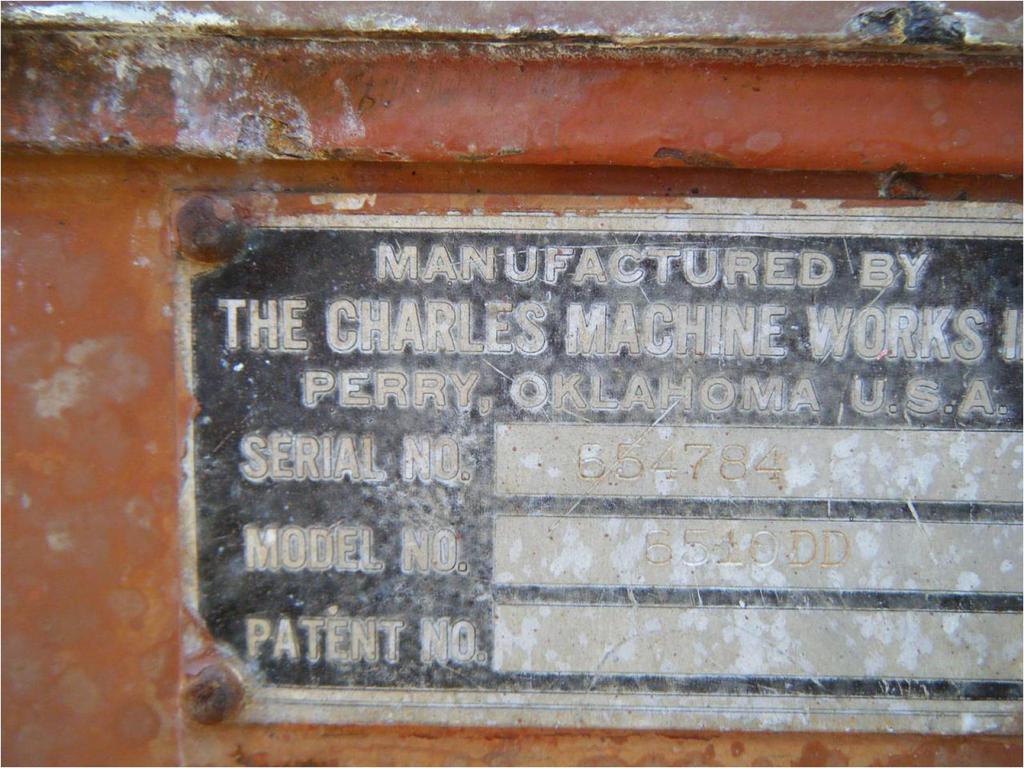 MANUFACTURED BY
THE CHARLES MACHINE WORKS
PERRY, OKLAHOMA U.S.A.
SERIAL NO. 654784
MODEL NO. 6510DD
PATENT NO.